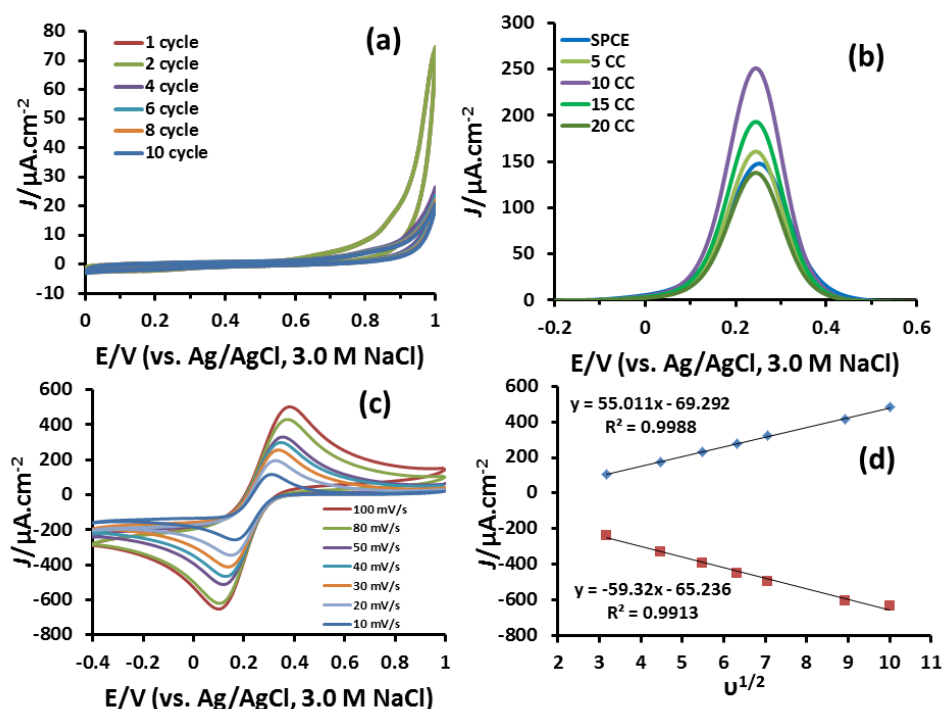 (a)
1 cycle
2 cycle
4 cycle
6 cycle
8 cycle
10 cycle
J/µA.cm-2
80
70
60
50
40
30
20
10
0
-10
0 0.2 0.4 0.6 0.8 1
E/V (vs. Ag/AgCl, 3.0 M NaCl)
(b)
SPCE
5 CC
10 CC
15 CC
20 CC
J/µA.cm-2
300
250
200
150
100
50
0
-0.2 0 0.2 0.4 0.6
E/V (vs. Ag/AgCl, 3.0 M NaCl)
(c)
J/µA.cm-2
600
400
200
0
-200
-400
-600
-800
100 mV/s
80 mV/s
50 mV/s
40 mV/s
30 mV/s
20 mV/s
10 mV/s
-0.4 -0.2 0 0.2 0.4 0.6 0.8 1
E/V (vs. Ag/AgCl, 3.0 M NaCl)
(d)
y = 55.011x - 69.292
R² = 0.9988
y = -59.32x - 65.236
R² = 0.9913
J/µA.cm-2
600
400
200
0
-200
-400
-600
-800
2 3 4 5 6 7 8 9 10 11
υ1/2